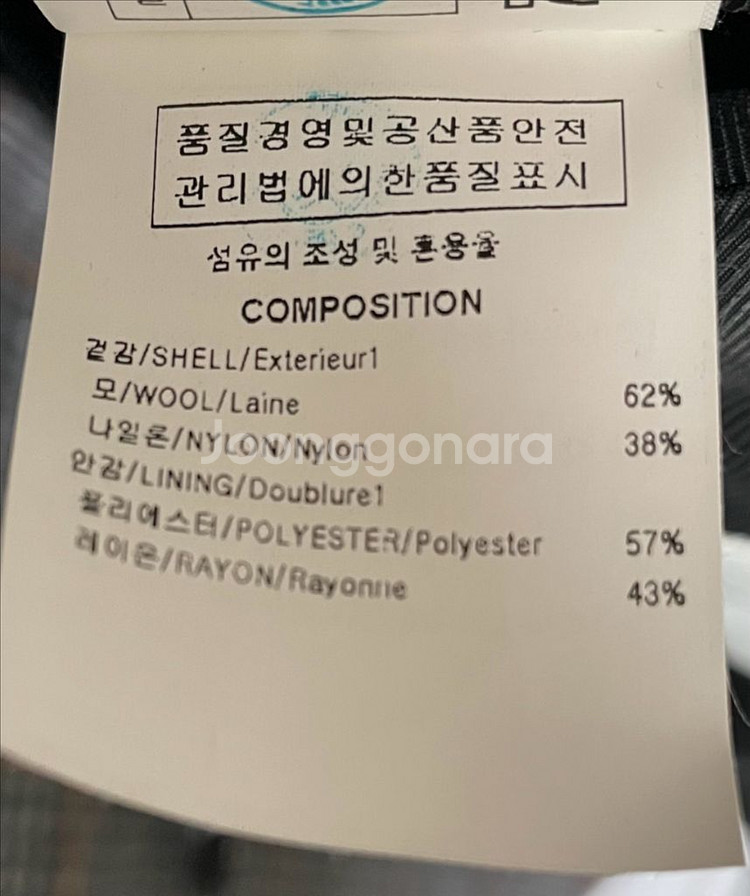 품질경영및공산품안전
관리법에의한품질표시
섬유의 조성 및 혼용율
COMPOSITION
겉감/SHELL/Exterieur1
모/WOOL/Laine 62%
나일론/NYLON/Nylon 38%
안감/LINING/Doublure1
폴리에스터/POLYESTER/Polyester 57%
레이온/RAYON/Rayonne 43%
Joonggonara